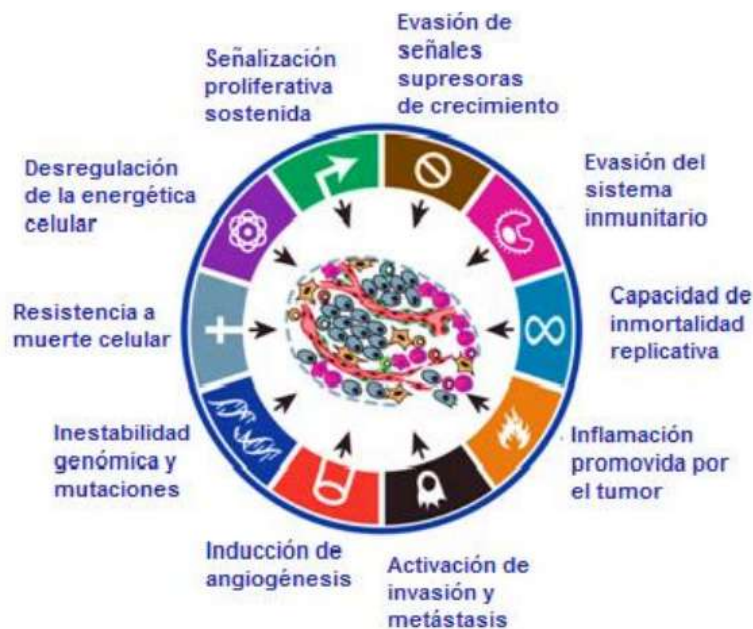 Señalización
proliferativa
sostenida
Evasión de
señales
supresoras
de crecimiento
Desregulación
de la energética
celular
Evasión del
sistema
inmunitario
Resistencia a
muerte celular
Capacidad de
inmortalidad
replicativa
Inestabilidad
genómica y
mutaciones
Inflamación
promovida por
el tumor
Inducción de
angiogénesis
Activación de
invasión y
metástasis